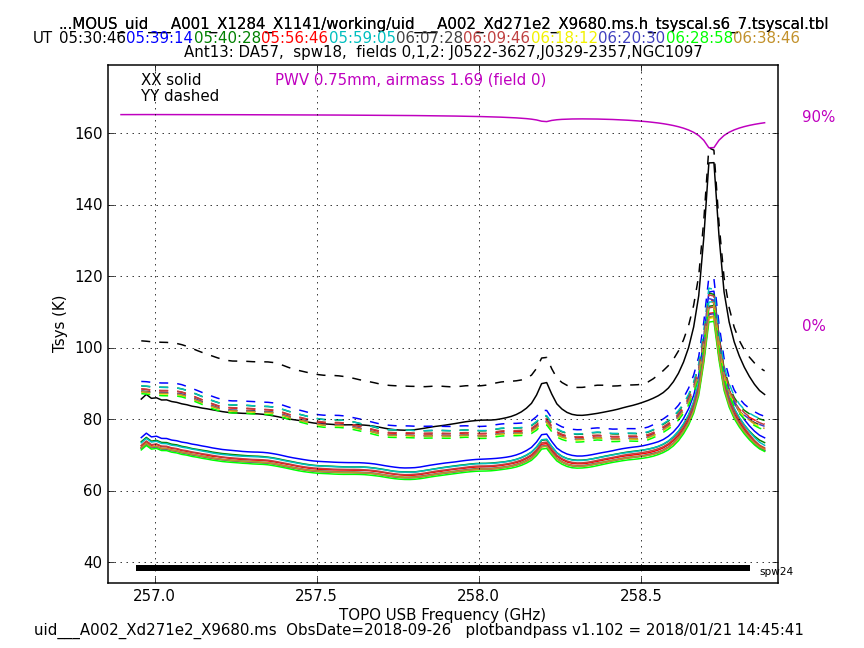 ...MOUS_uid___A001_X1284_X1141/working/uid___A002_Xd271e2_X9680.ms.h_tsyscal.s6_7.tsyscal.tbl
UT 05:30:46 05:39:14 05:40:28 05:56:46 05:59:05 06:07:28 06:09:46 06:18:12 06:20:30 06:28:58 06:38:46
Ant13: DA57,  spw18,  fields 0,1,2: J0522-3627,J0329-2357,NGC1097
XX solid
YY dashed
PWV 0.75mm, airmass 1.69 (field 0)
90%
0%
160
140
120
100
80
60
40
Tsys (K)
spw24
257.0 257.5 258.0 258.5
TOPO USB Frequency (GHz)
uid___A002_Xd271e2_X9680.ms  ObsDate=2018-09-26   plotbandpass v1.102 = 2018/01/21 14:45:41